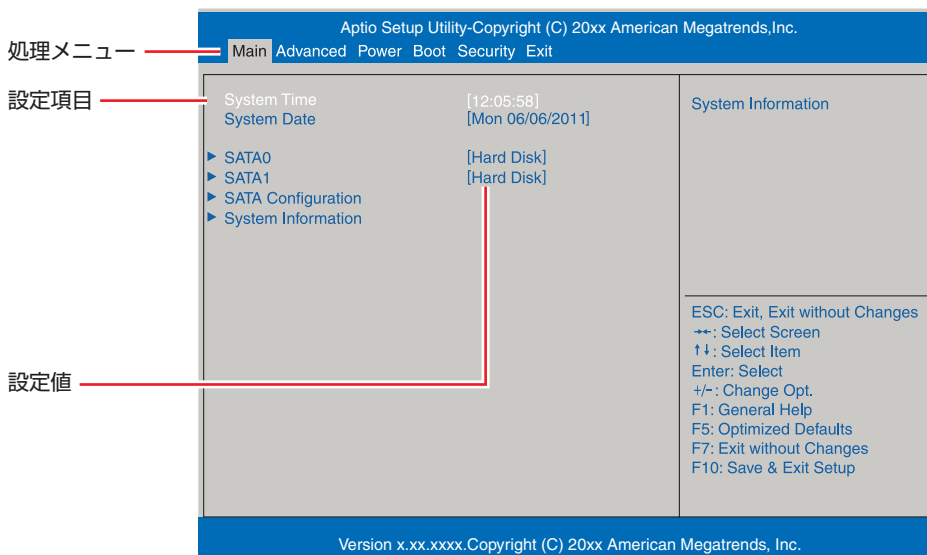 Aptio Setup Utility-Copyright (C) 20xx American Megatrends,Inc.
処理メニュー
Main Advanced Power Boot Security Exit
設定項目
System Time [12:05:58]
System Date [Mon 06/06/2011]
SATA0 [Hard Disk]
SATA1 [Hard Disk]
SATA Configuration
System Information
設定値
System Information
ESC: Exit, Exit without Changes
→←: Select Screen
↑↓: Select Item
Enter: Select
+/-: Change Opt.
F1: General Help
F5: Optimized Defaults
F7: Exit without Changes
F10: Save & Exit Setup
Version x.xx.xxxx.Copyright (C) 20xx American Megatrends, Inc.